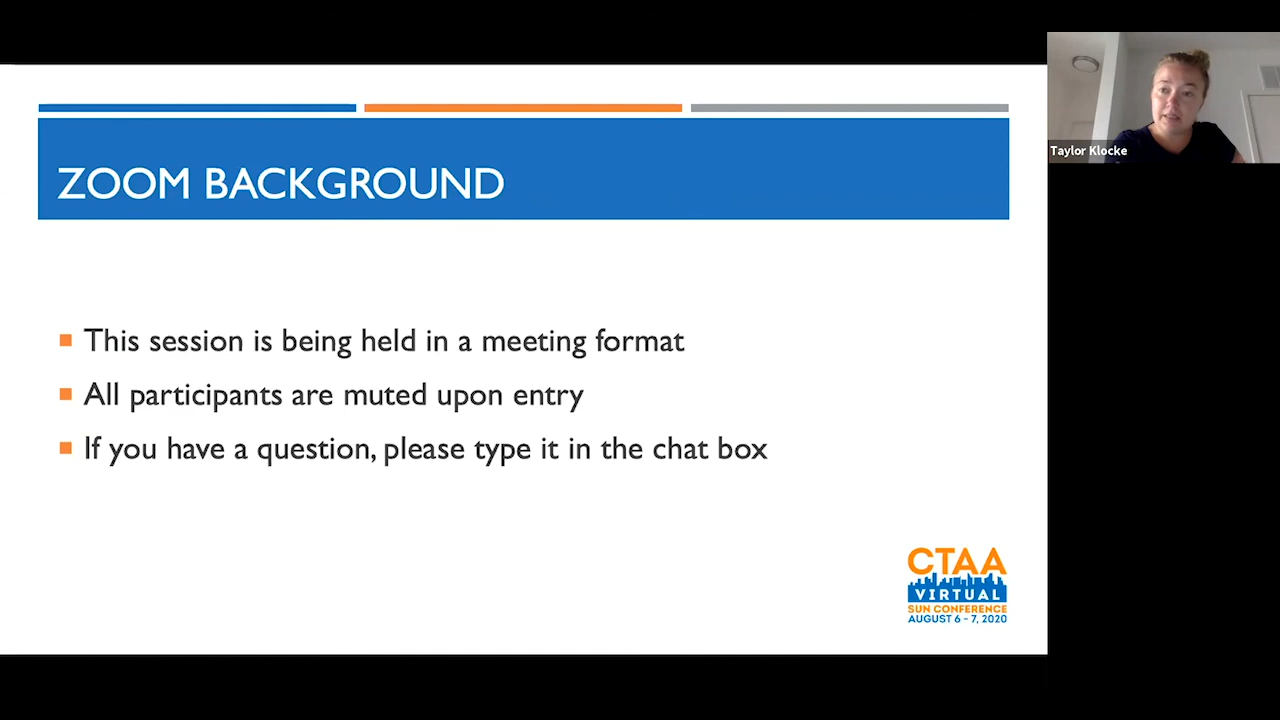 ZOOM BACKGROUND
This session is being held in a meeting format
All participants are muted upon entry
If you have a question, please type it in the chat box
CTAA
VIRTUAL
SUN CONFERENCE
AUGUST 6 - 7, 2020
Taylor Klocke